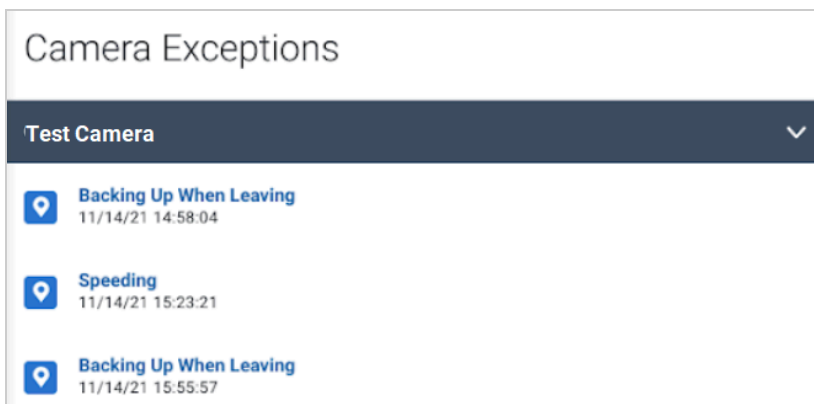 Camera Exceptions
Test Camera
Backing Up When Leaving
11/14/21 14:58:04
Speeding
11/14/21 15:23:21
Backing Up When Leaving
11/14/21 15:55:57